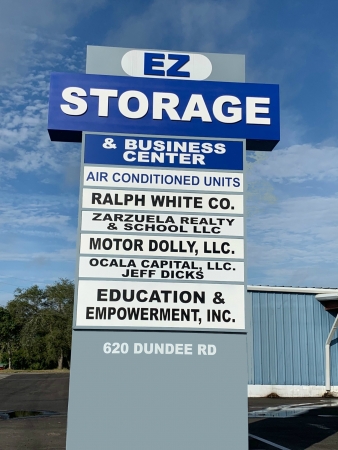 EZ
STORAGE
& BUSINESS
CENTER
AIR CONDITIONED UNITS
RALPH WHITE CO.
ZARZUELA REALTY
& SCHOOL LLC
MOTOR DOLLY, LLC.
OCALA CAPITAL, LLC.
JEFF DICKS
EDUCATION &
EMPOWERMENT, INC.
620 DUNDEE RD